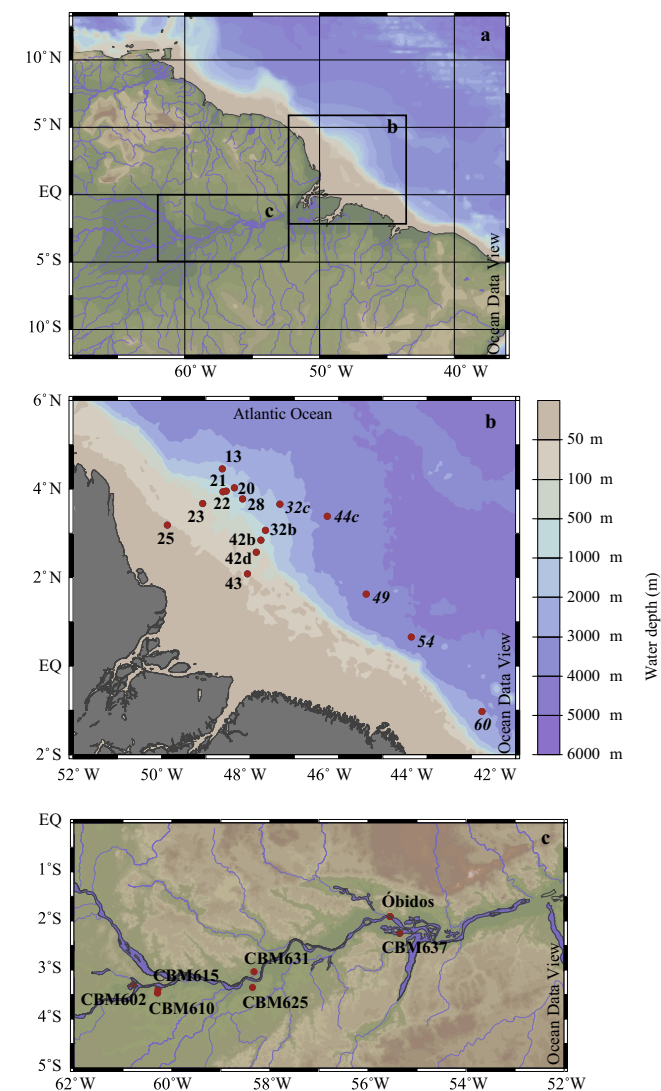 a
10˚N
5˚N
b
EQ
c
5˚S
10˚S
Ocean Data View
60˚W
50˚W
40˚W
6˚N
Atlantic Ocean
b
50 m
13
100 m
4˚N
21
20
22
28
32c
500 m
23
44c
25
32b
1000 m
42b
42d
2˚N
43
2000 m
49
3000 m
54
EQ
4000 m
60
5000 m
2˚S
6000 m
Ocean Data View
Water depth (m)
52˚W
50˚W
48˚W
46˚W
44˚W
42˚W
EQ
c
1˚S
2˚S
Óbidos
CBM637
3˚S
CBM631
CBM615
CBM602
CBM610
CBM625
4˚S
5˚S
Ocean Data View
62˚W
60˚W
58˚W
56˚W
54˚W
52˚W